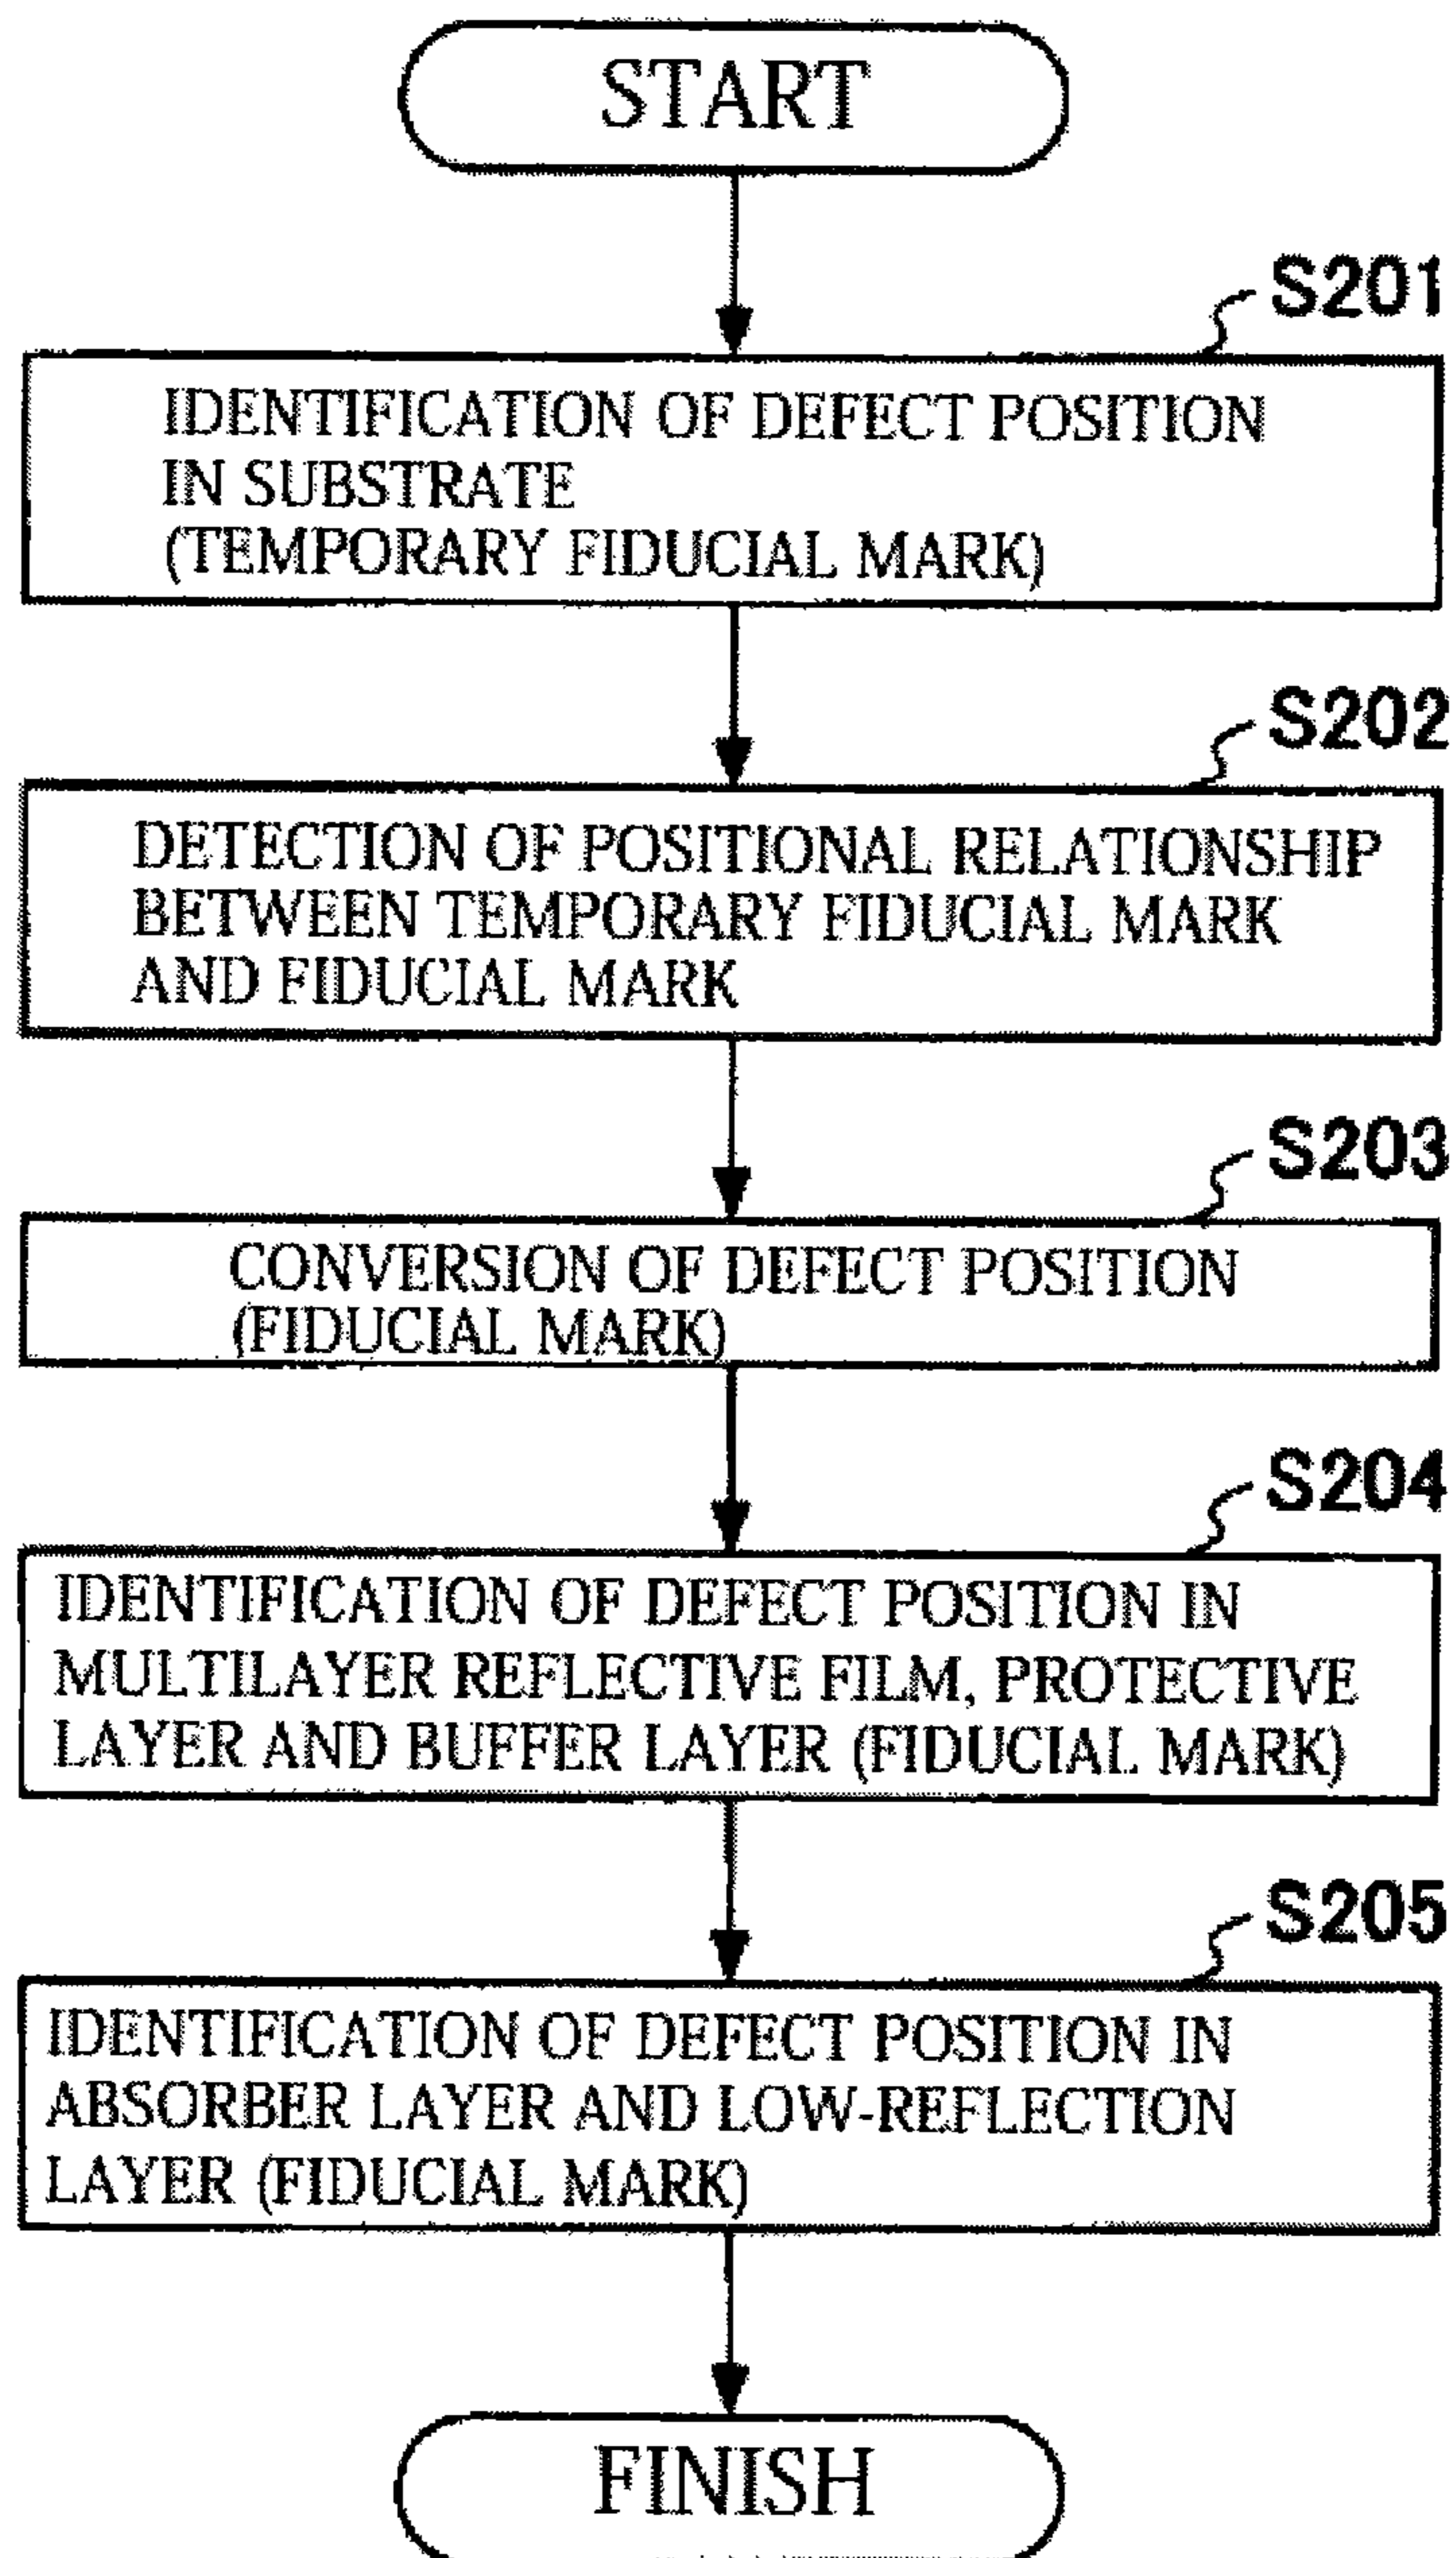 START
S201
IDENTIFICATION OF DEFECT POSITION
IN SUBSTRATE
(TEMPORARY FIDUCIAL MARK)
S202
DETECTION OF POSITIONAL RELATIONSHIP
BETWEEN TEMPORARY FIDUCIAL MARK
AND FIDUCIAL MARK
S203
CONVERSION OF DEFECT POSITION
(FIDUCIAL MARK)
S204
IDENTIFICATION OF DEFECT POSITION IN
MULTILAYER REFLECTIVE FILM, PROTECTIVE
LAYER AND BUFFER LAYER (FIDUCIAL MARK)
S205
IDENTIFICATION OF DEFECT POSITION IN
ABSORBER LAYER AND LOW-REFLECTION
LAYER (FIDUCIAL MARK)
FINISH